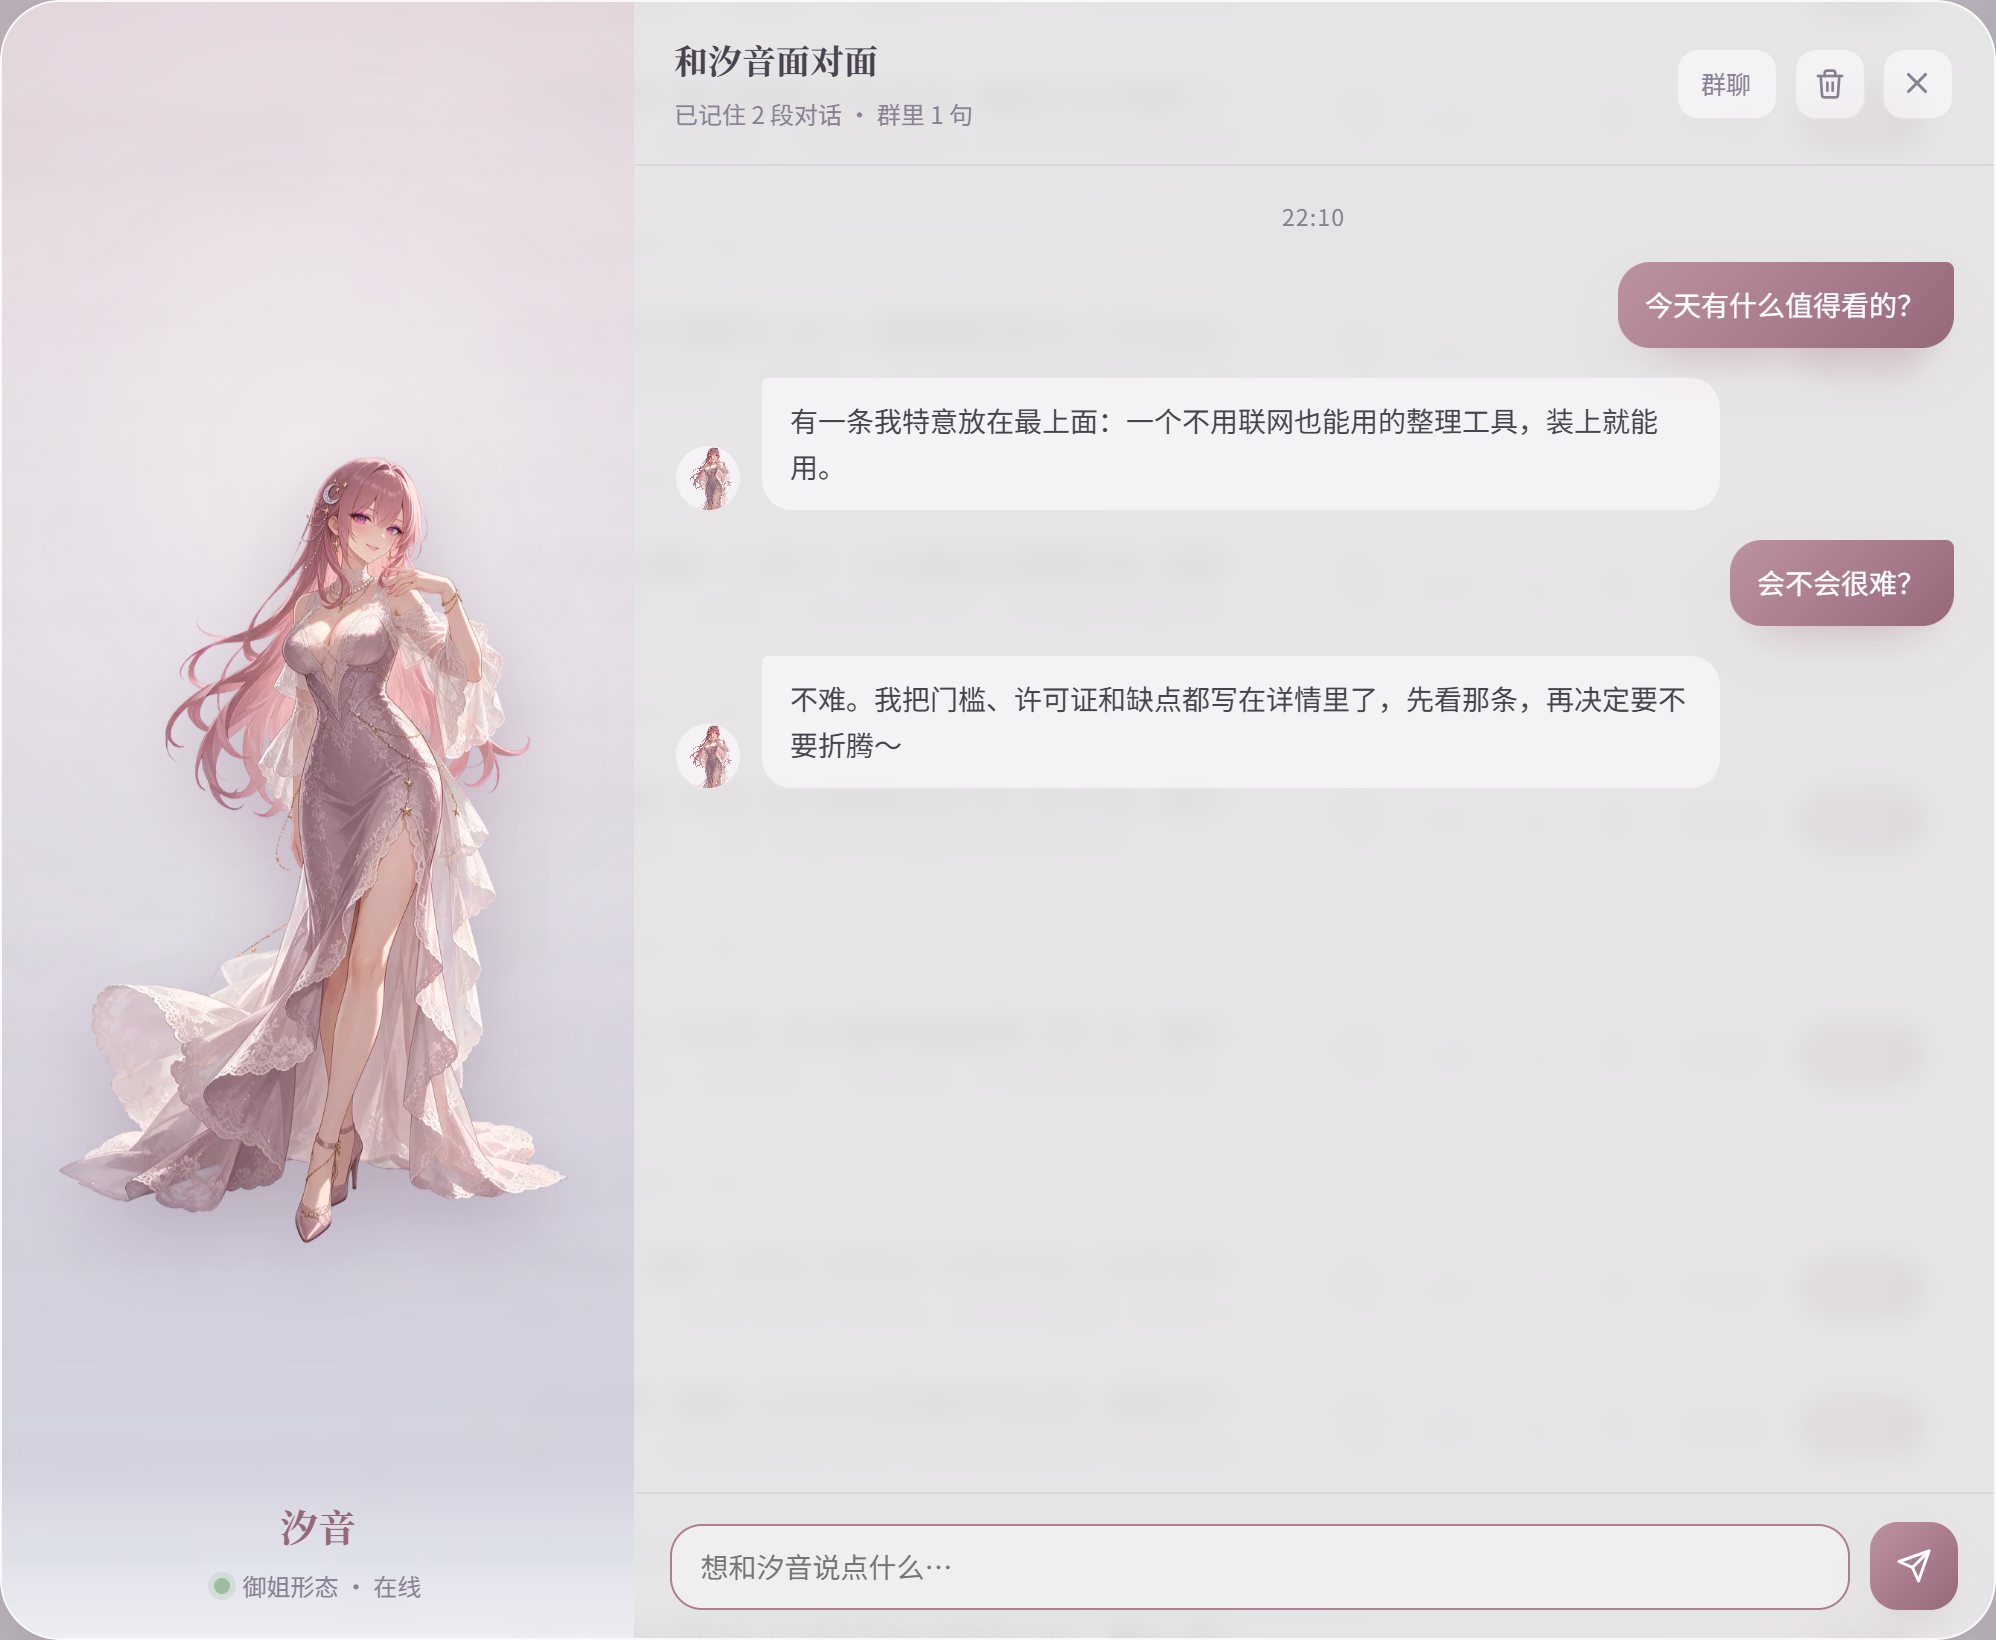 和汐音面对面
已记住 2 段对话 · 群里 1 句
群聊
22:10
今天有什么值得看的？
有一条我特意放在最上面：一个不用联网也能用的整理工具，装上就能
用。
会不会很难？
不难。我把门槛、许可证和缺点都写在详情里了，先看那条，再决定要不
要折腾～
汐音
御姐形态 · 在线
想和汐音说点什么…